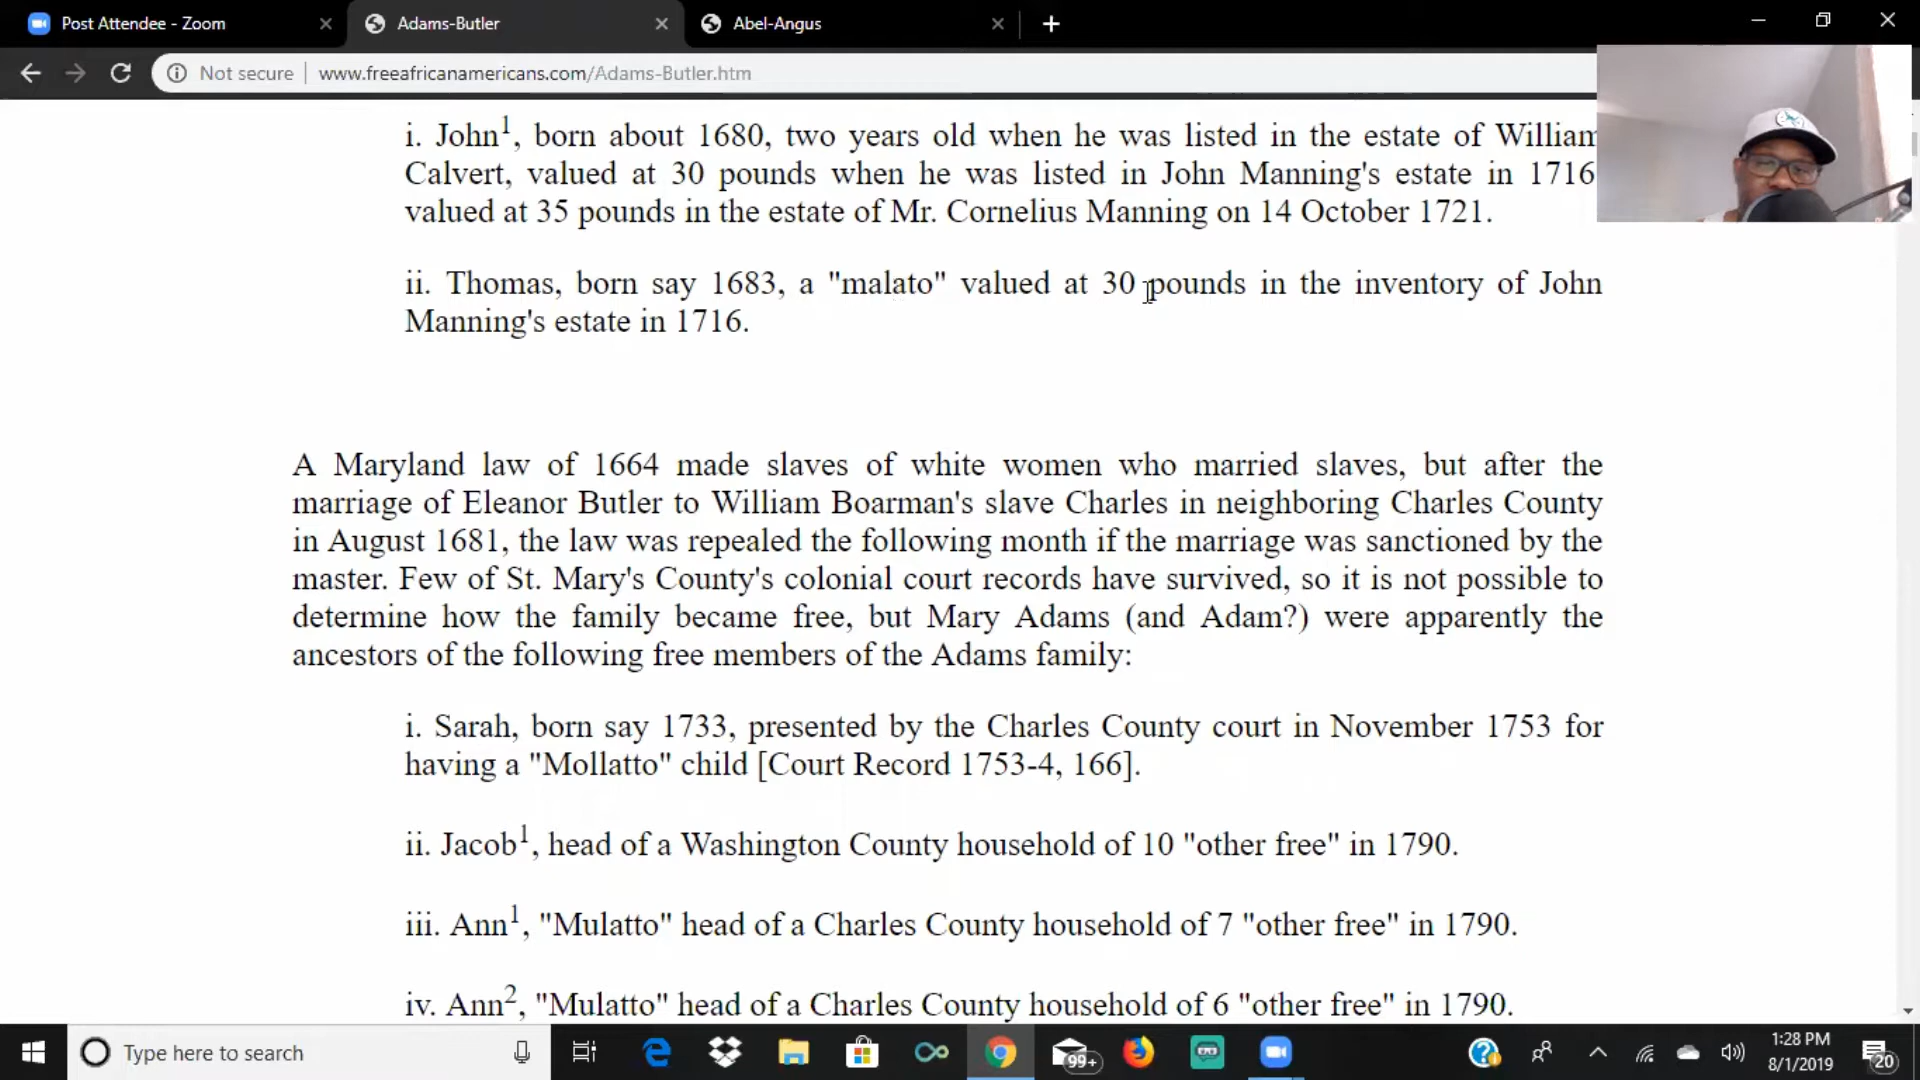 Post Attendee - Zoom
Adams-Butler
Abel-Angus
Not secure
www.freeafricanamericans.com/Adams-Butler.htm
i. John1, born about 1680, two years old when he was listed in the estate of William
Calvert, valued at 30 pounds when he was listed in John Manning's estate in 1716
valued at 35 pounds in the estate of Mr. Cornelius Manning on 14 October 1721.
ii. Thomas, born say 1683, a "malato" valued at 30 pounds in the inventory of John
Manning's estate in 1716.
A Maryland law of 1664 made slaves of white women who married slaves, but after the
marriage of Eleanor Butler to William Boarman's slave Charles in neighboring Charles County
in August 1681, the law was repealed the following month if the marriage was sanctioned by the
master. Few of St. Mary's County's colonial court records have survived, so it is not possible to
determine how the family became free, but Mary Adams (and Adam?) were apparently the
ancestors of the following free members of the Adams family:
i. Sarah, born say 1733, presented by the Charles County court in November 1753 for
having a "Mollatto" child [Court Record 1753-4, 166].
ii. Jacob1, head of a Washington County household of 10 "other free" in 1790.
iii. Ann1, "Mulatto" head of a Charles County household of 7 "other free" in 1790.
iv. Ann2, "Mulatto" head of a Charles County household of 6 "other free" in 1790.
Type here to search
99+
1:28 PM
8/1/2019
20